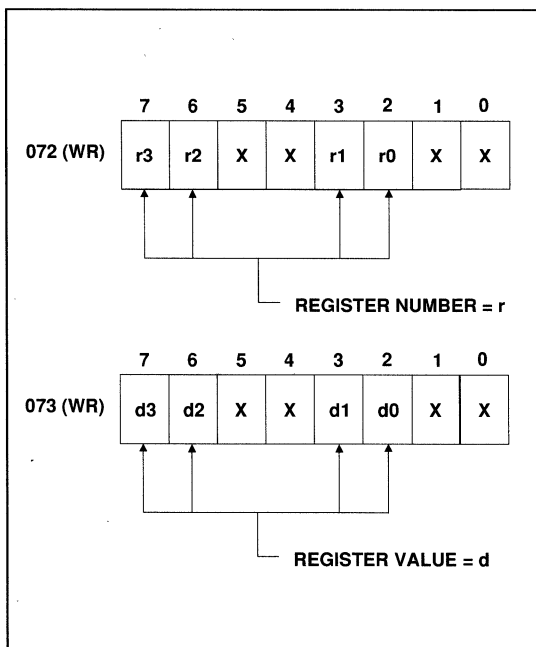 7 6 5 4 3 2 1 0
072 (WR) r3 r2 X X r1 r0 X X
REGISTER NUMBER = r
7 6 5 4 3 2 1 0
073 (WR) d3 d2 X X d1 d0 X X
REGISTER VALUE = d